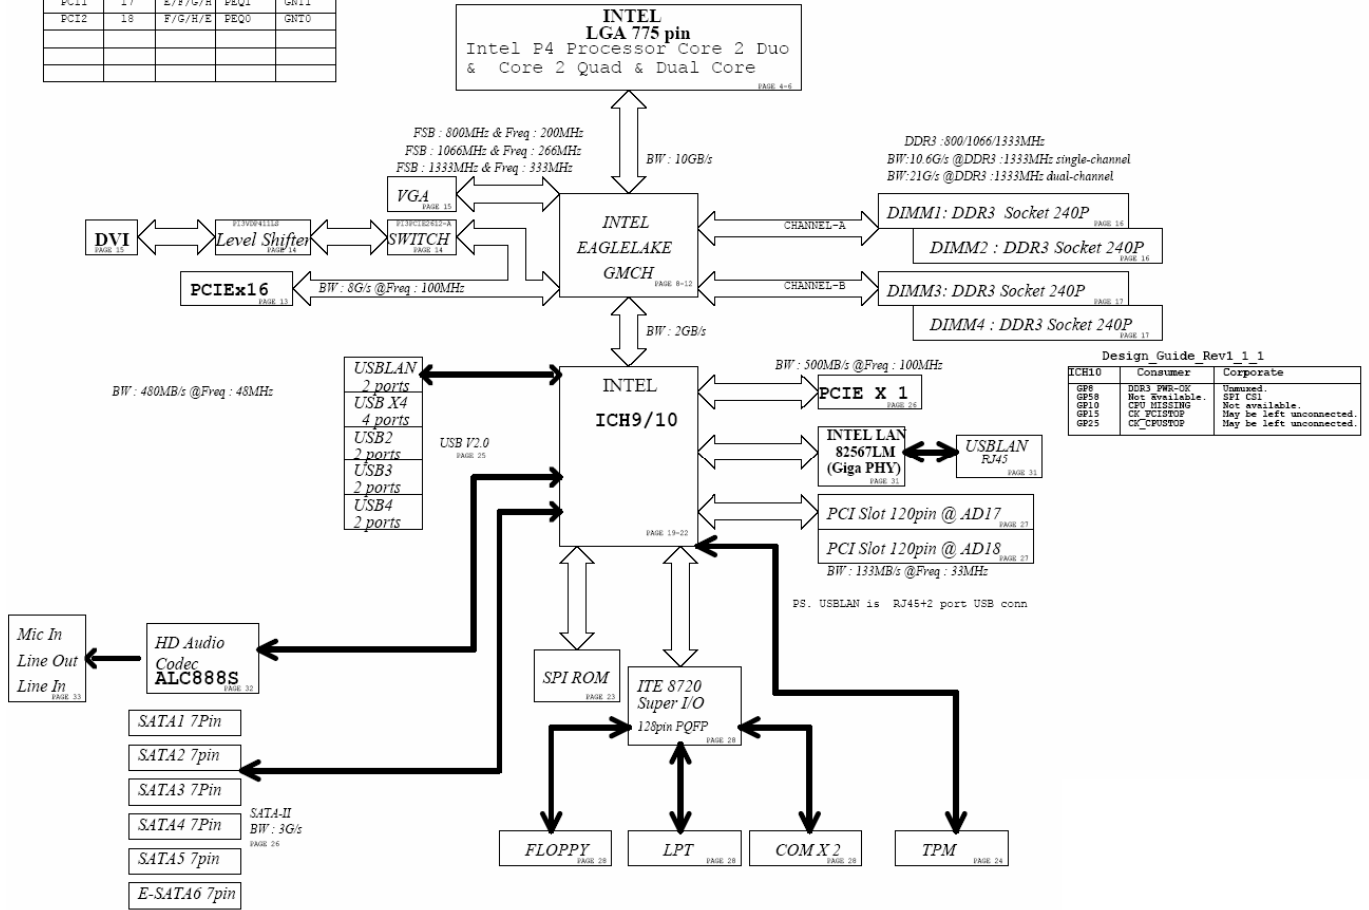 PCI1 17 E/F/G/H PEQ1 GNT1
PCI2 18 F/G/H/E PEQ0 GNT0
INTEL
LGA 775 pin
Intel P4 Processor Core 2 Duo
& Core 2 Quad & Dual Core
PAGE 4-6
FSB : 800MHz & Freq : 200MHz
FSB : 1066MHz & Freq : 266MHz
FSB : 1333MHz & Freq : 333MHz
BW : 10GB/s
DDR3 :800/1066/1333MHz
BW:10.6G/s @DDR3 :1333MHz single-channel
BW:21G/s @DDR3 :1333MHz dual-channel
VGA
PAGE 15
DVI
PAGE 15
PI3VDP411LS
Level Shifter
PAGE 14
PI3PCIE2612-A
SWITCH
PAGE 14
PCIEx16
PAGE 13
BW : 8G/s @Freq : 100MHz
INTEL
EAGLELAKE
GMCH
PAGE 8-12
CHANNEL-A
DIMM1: DDR3 Socket 240P
PAGE 16
DIMM2 : DDR3 Socket 240P
PAGE 16
CHANNEL-B
DIMM3: DDR3 Socket 240P
PAGE 17
DIMM4 : DDR3 Socket 240P
PAGE 17
BW : 2GB/s
BW : 480MB/s @Freq : 48MHz
USBLAN
2 ports
USB X4
4 ports
USB2
2 ports
USB3
2 ports
USB4
2 ports
USB V2.0
PAGE 25
INTEL
ICH9/10
PAGE 19-22
BW : 500MB/s @Freq : 100MHz
PCIE X 1
PAGE 26
INTEL LAN
82567LM
(Giga PHY)
PAGE 31
USBLAN
RJ45
PAGE 31
PCI Slot 120pin @ AD17
PAGE 27
PCI Slot 120pin @ AD18
PAGE 27
BW : 133MB/s @Freq : 33MHz
PS. USBLAN is RJ45+2 port USB conn
Design_Guide_Rev1_1_1
ICH10 Consumer Corporate
GP8 DDR3 PWR-OK Unmuxed.
GP58 Not Available. SPI CS1
GP10 CPU MISSING Not available.
GP15 CK_PCISTOP May be left unconnected.
GP25 CK_CPUSTOP May be left unconnected.
Mic In
Line Out
Line In
PAGE 33
HD Audio
Codec
ALC888S
PAGE 32
SPI ROM
PAGE 23
ITE 8720
Super I/O
128pin PQFP
PAGE 28
SATA1 7Pin
SATA2 7pin
SATA3 7Pin
SATA4 7Pin
SATA5 7pin
E-SATA6 7pin
SATA-II
BW : 3G/s
PAGE 26
FLOPPY
PAGE 28
LPT
PAGE 28
COM X 2
PAGE 28
TPM
PAGE 24